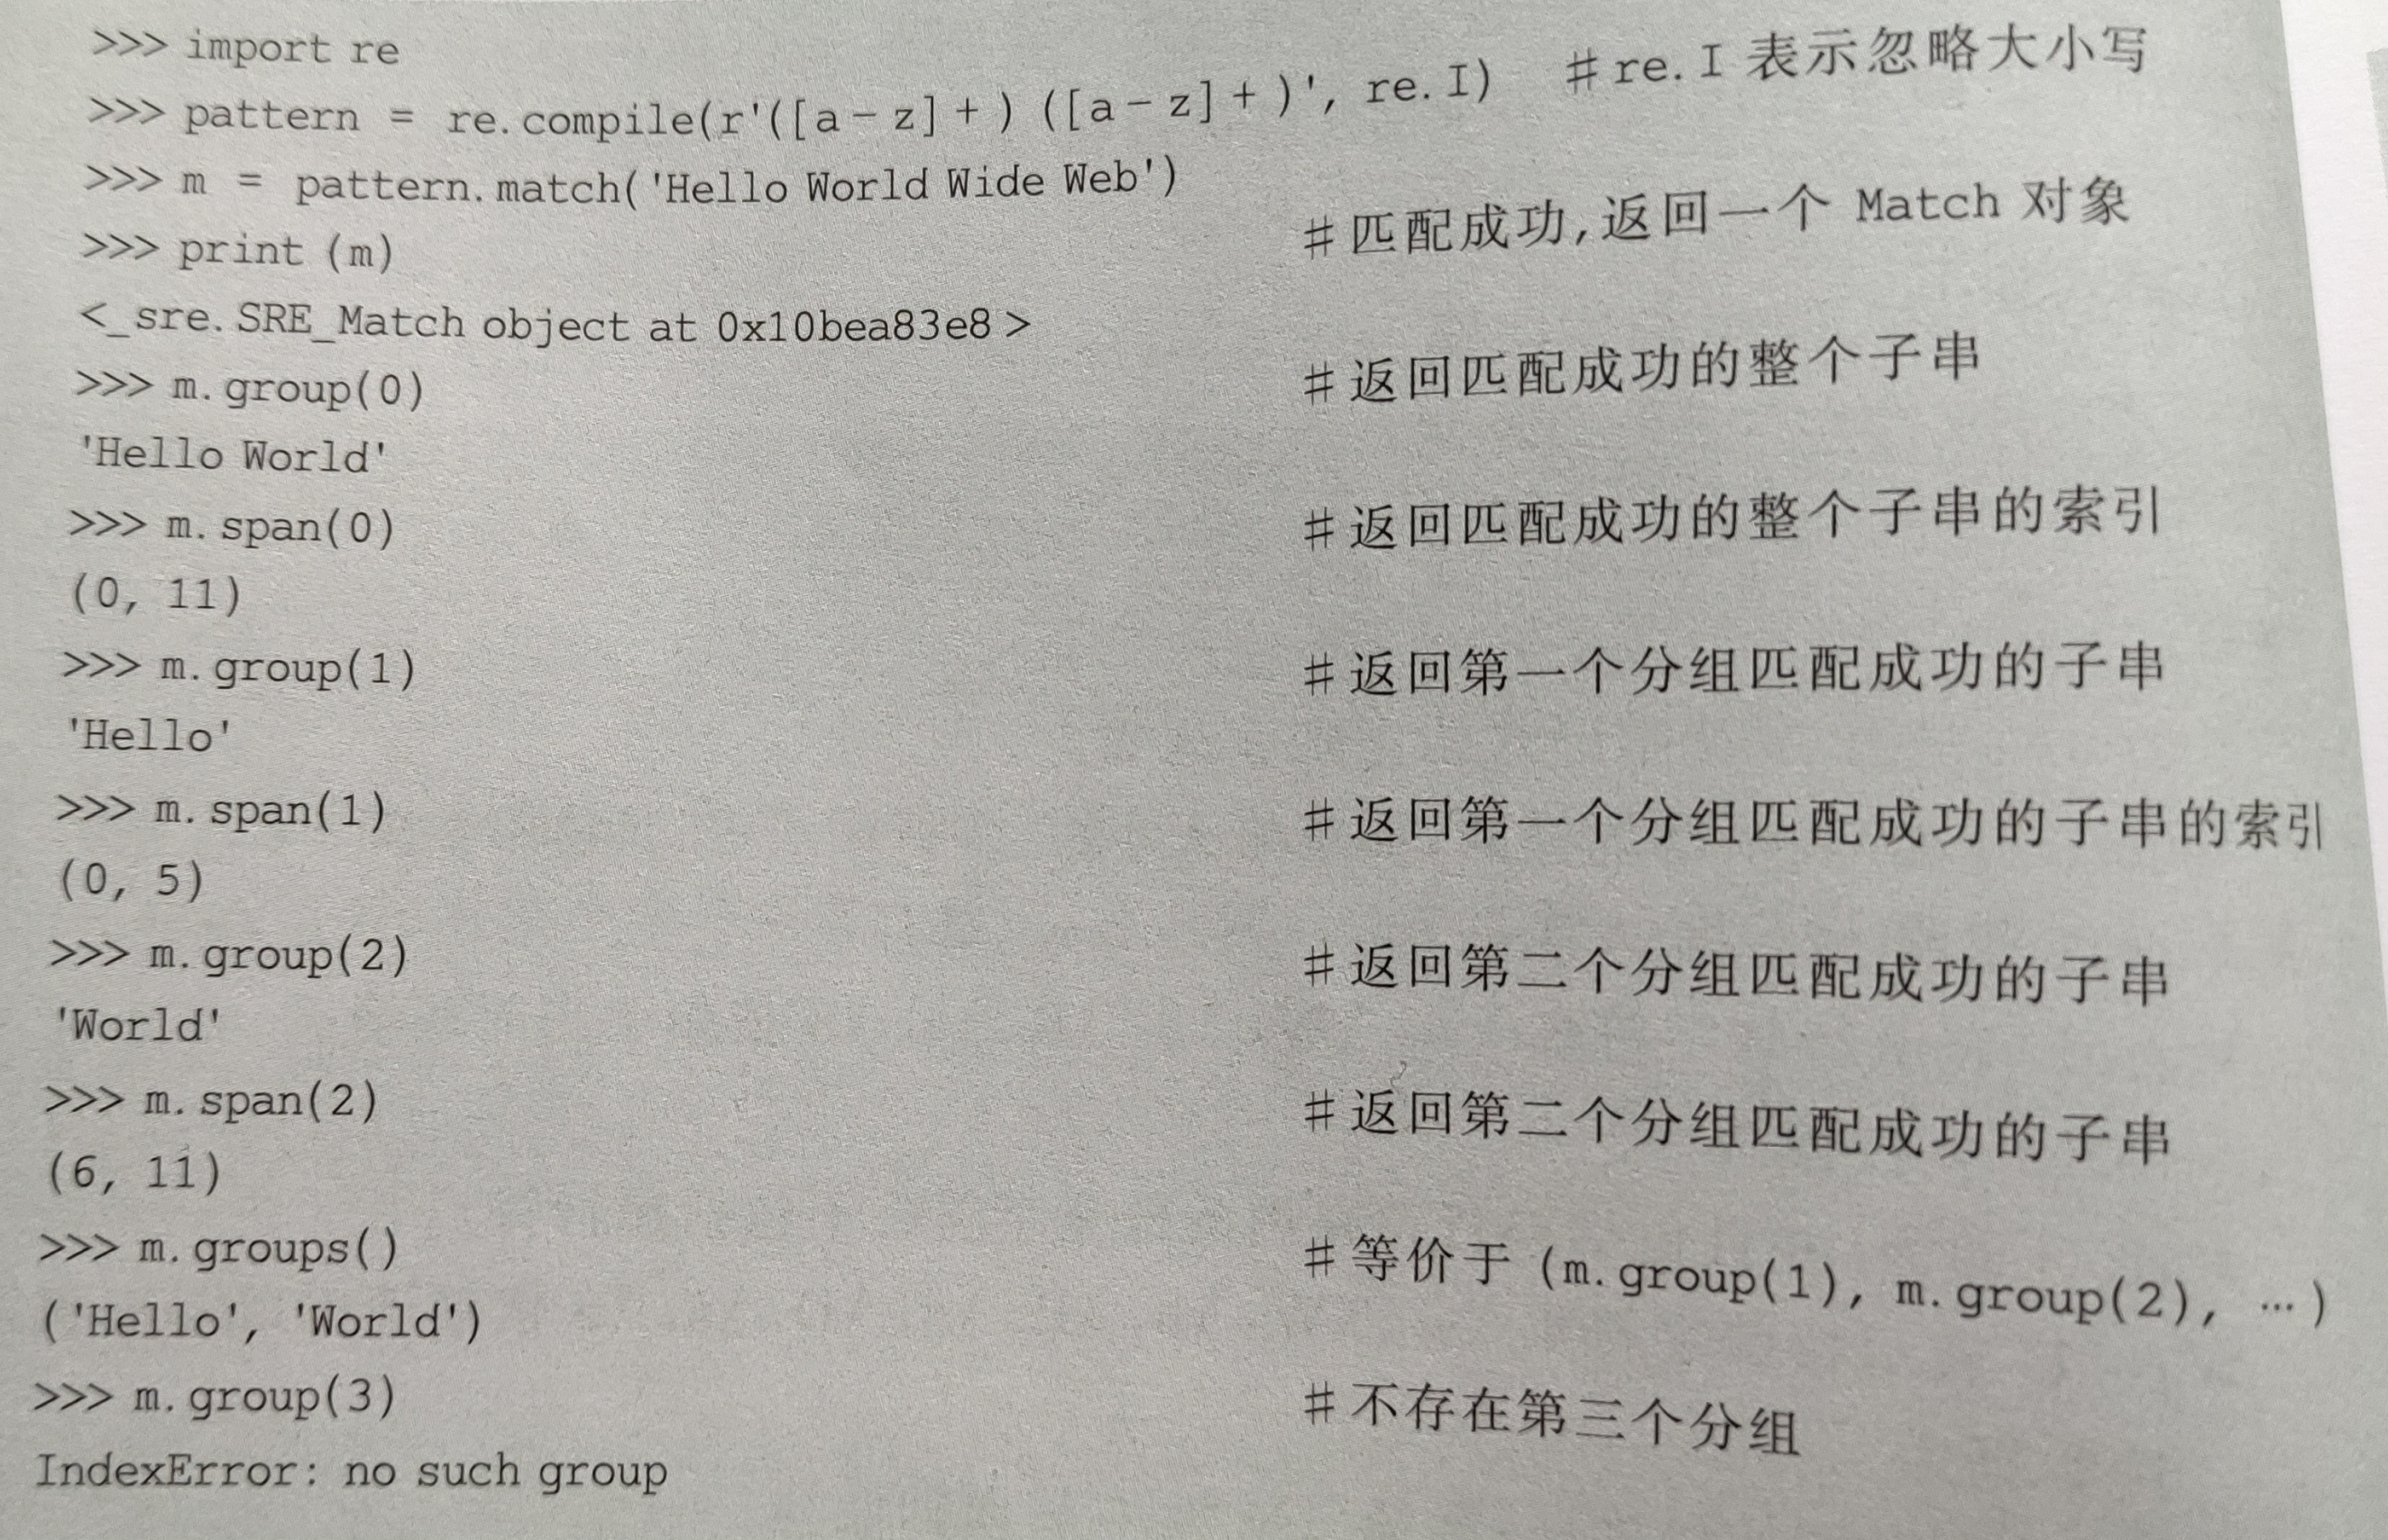 >>> import re
>>> pattern = re.compile(r'([a-z]+) ([a-z]+)', re.I) #re.I 表示忽略大小写
>>> m = pattern.match('Hello World Wide Web')
>>> print (m) #匹配成功,返回一个 Match 对象
<_sre.SRE_Match object at 0x10bea83e8>
>>> m.group(0) #返回匹配成功的整个子串
'Hello World'
>>> m.span(0) #返回匹配成功的整个子串的索引
(0, 11)
>>> m.group(1) #返回第一个分组匹配成功的子串
'Hello'
>>> m.span(1) #返回第一个分组匹配成功的子串的索引
(0, 5)
>>> m.group(2) #返回第二个分组匹配成功的子串
'World'
>>> m.span(2) #返回第二个分组匹配成功的子串
(6, 11)
>>> m.groups() #等价于 (m.group(1), m.group(2), …)
('Hello', 'World')
>>> m.group(3) #不存在第三个分组
IndexError: no such group